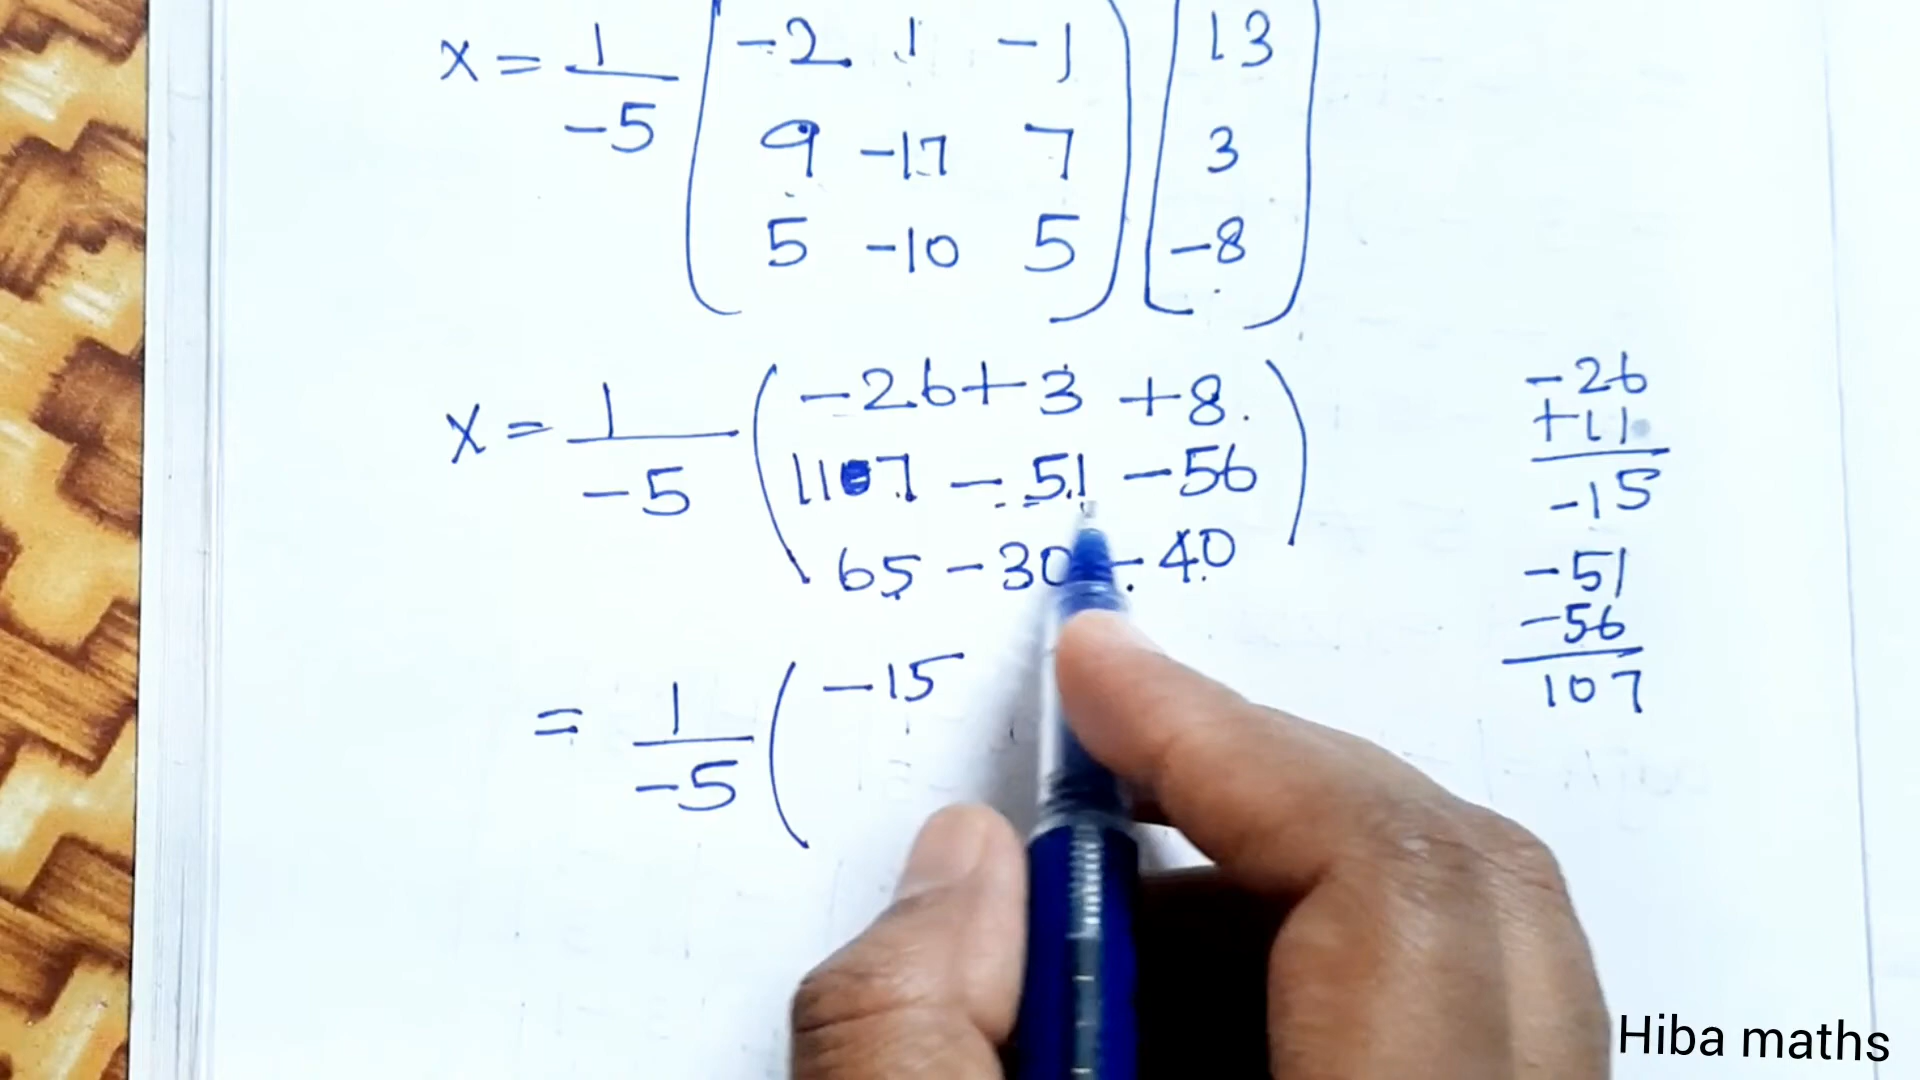 x = 1/-5 ( -2 1 -1 ) ( 13 )
9 -17 7 3
5 -10 5 -8
x = 1/-5 ( -26 + 3 + 8 )
117 - 51 - 56
65 - 30 - 40
= 1/-5 ( -15
-26
+11
-15
-51
-56
107
Hiba maths